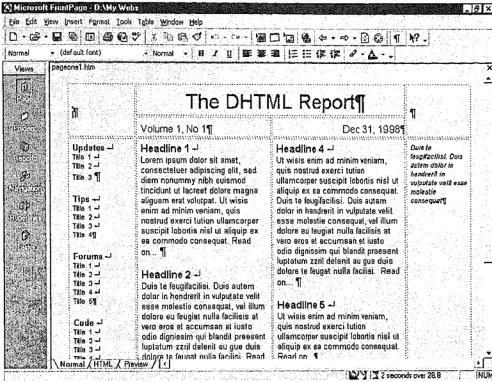 Microsoft FrontPage - D:\My Webs
File Edit View Insert Format Tools Table Window Help
Normal (default font) Normal B I U
Views
pageone1.htm
The DHTML Report¶
¶
¶
Volume 1, No 1¶
Dec 31, 1998¶
Updates ↵
Title 1 ↵
Title 2 ↵
Title 3 ¶
Tips ↵
Title 1 ↵
Title 2 ↵
Title 3 ↵
Title 4¶
Forums ↵
Title 1 ↵
Title 2 ↵
Title 3 ↵
Title 4 ↵
Title 5¶
Code ↵
Title 1 ↵
Title 2 ↵
Title 3 ↵
Headline 1 ↵
Lorem ipsum dolor sit amet,
consectetuer adipiscing elit, sed
diem nonummy nibh euismod
tincidunt ut lacreet dolore magna
aliguam erat volutpat. Ut wisis
enim ad minim veniam, quis
nostrud exerci tution ullamcorper
suscipit lobortis nisl ut aliquip ex
ea commodo consequat. Read
on... ¶
Headline 2 ↵
Duis te feugifacilisi. Duis autem
dolor in hendrerit in vulputate velit
esse molestie consequat, vel illum
dolore eu feugiat nulla facilisis at
vero eros et accumsan et iusto
odio dignissim qui blandit praesent
luptatum zzril delenit au gue duis
dolore te feugat nulla facilisi. Read
Headline 4 ↵
Ut wisis enim ad minim veniam,
quis nostrud exerci tution
ullamcorper suscipit lobortis nisl ut
aliquip ex ea commodo consequat.
Duis te feugifacilisi. Duis autem
dolor in hendrerit in vulputate velit
esse molestie consequat, vel illum
dolore eu feugiat nulla facilisis at
vero eros et accumsan et iusto
odio dignissim qui blandit praesent
luptatum zzril delenit au gue duis
dolore te feugat nulla facilisi. Read
on... ¶
Headline 5 ↵
Ut wisis enim ad minim veniam,
quis nostrud exerci tution
ullamcorper suscipit lobortis nisl ut
aliquip ex ea commodo consequat.
Read on ¶
Duis te
feugifacilisi. Duis
autem dolor in
hendrerit in
vulputate velit esse
molestie
consequat¶
Normal HTML Preview
2 seconds over 28.8 NUM